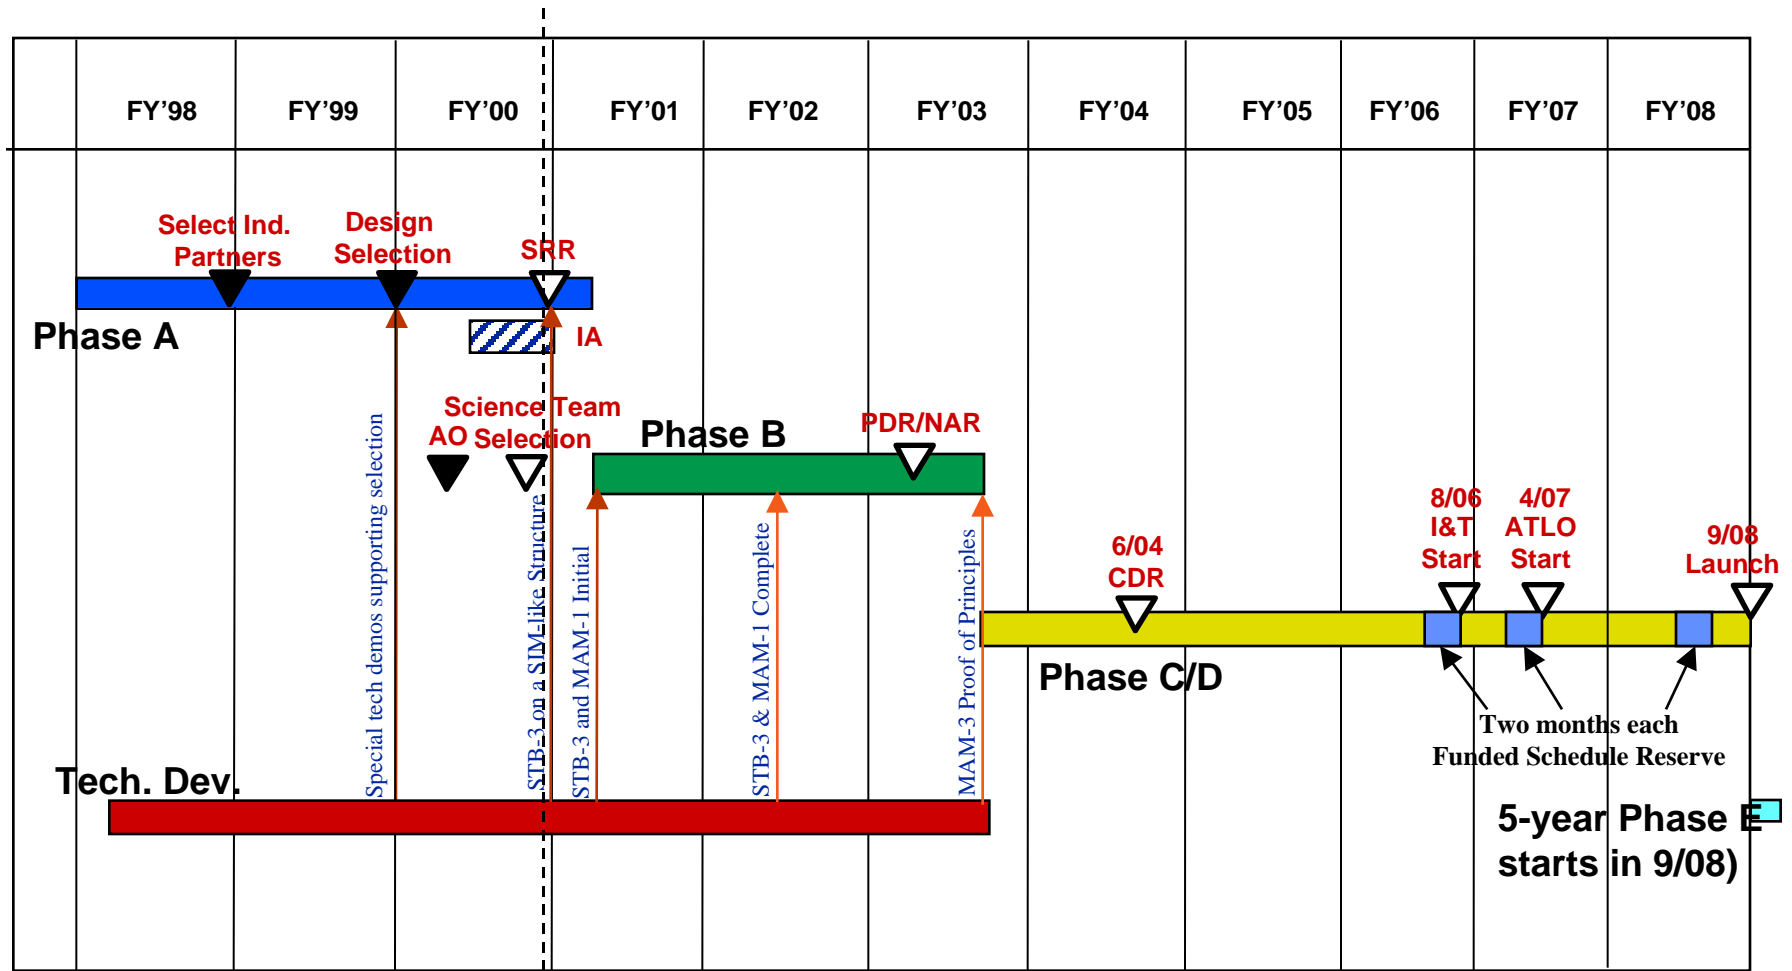 FY'98
FY'99
FY'00
FY'01
FY'02
FY'03
FY'04
FY'05
FY'06
FY'07
FY'08
Select Ind.
Partners
Design
Selection
SRR
Phase A
IA
Science Team
Selection
AO
Phase B
PDR/NAR
8/06
I&T
Start
4/07
ATLO
Start
9/08
Launch
6/04
CDR
Phase C/D
Special tech demos supporting selection
STB-3 on a SIM-like Structure
STB-3 and MAM-1 Initial
STB-3 & MAM-1 Complete
MAM-3 Proof of Principles
Two months each
Funded Schedule Reserve
Tech. Dev.
5-year Phase E
starts in 9/08)